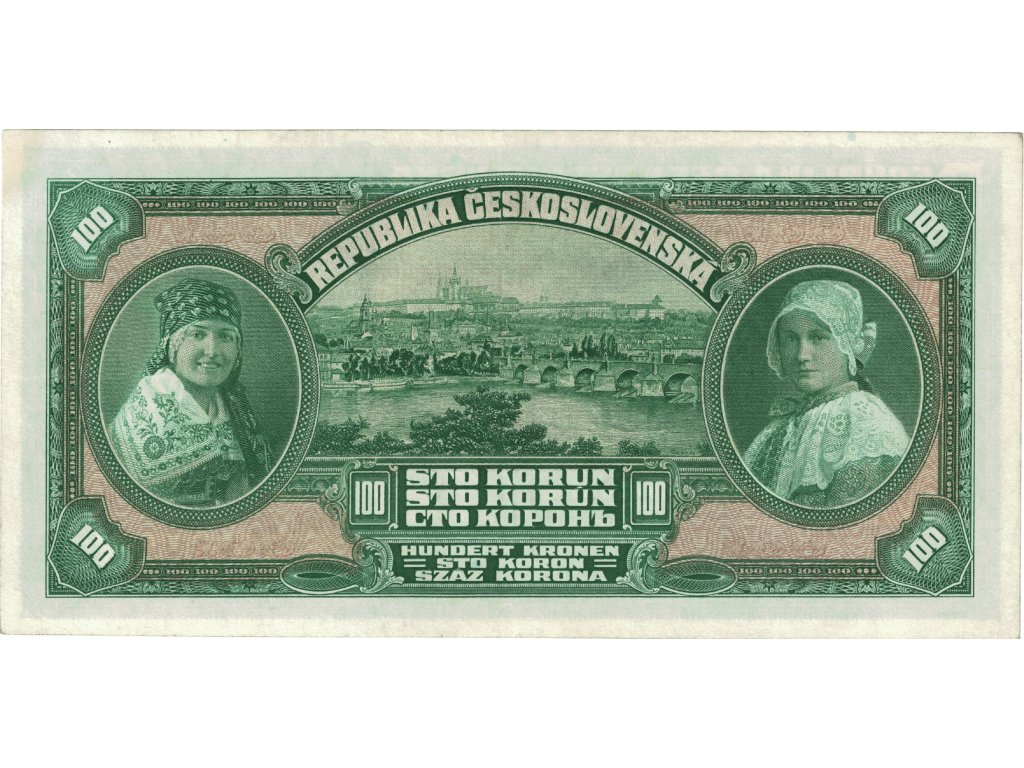 100
100
REPUBLIKA ČESKOSLOVENSKÁ
STO KORUN
100 STO KORÚN 100
СТО КОРОНЪ
HUNDERT KRONEN
= STO KORON =
SZÁZ KORONA
100
100